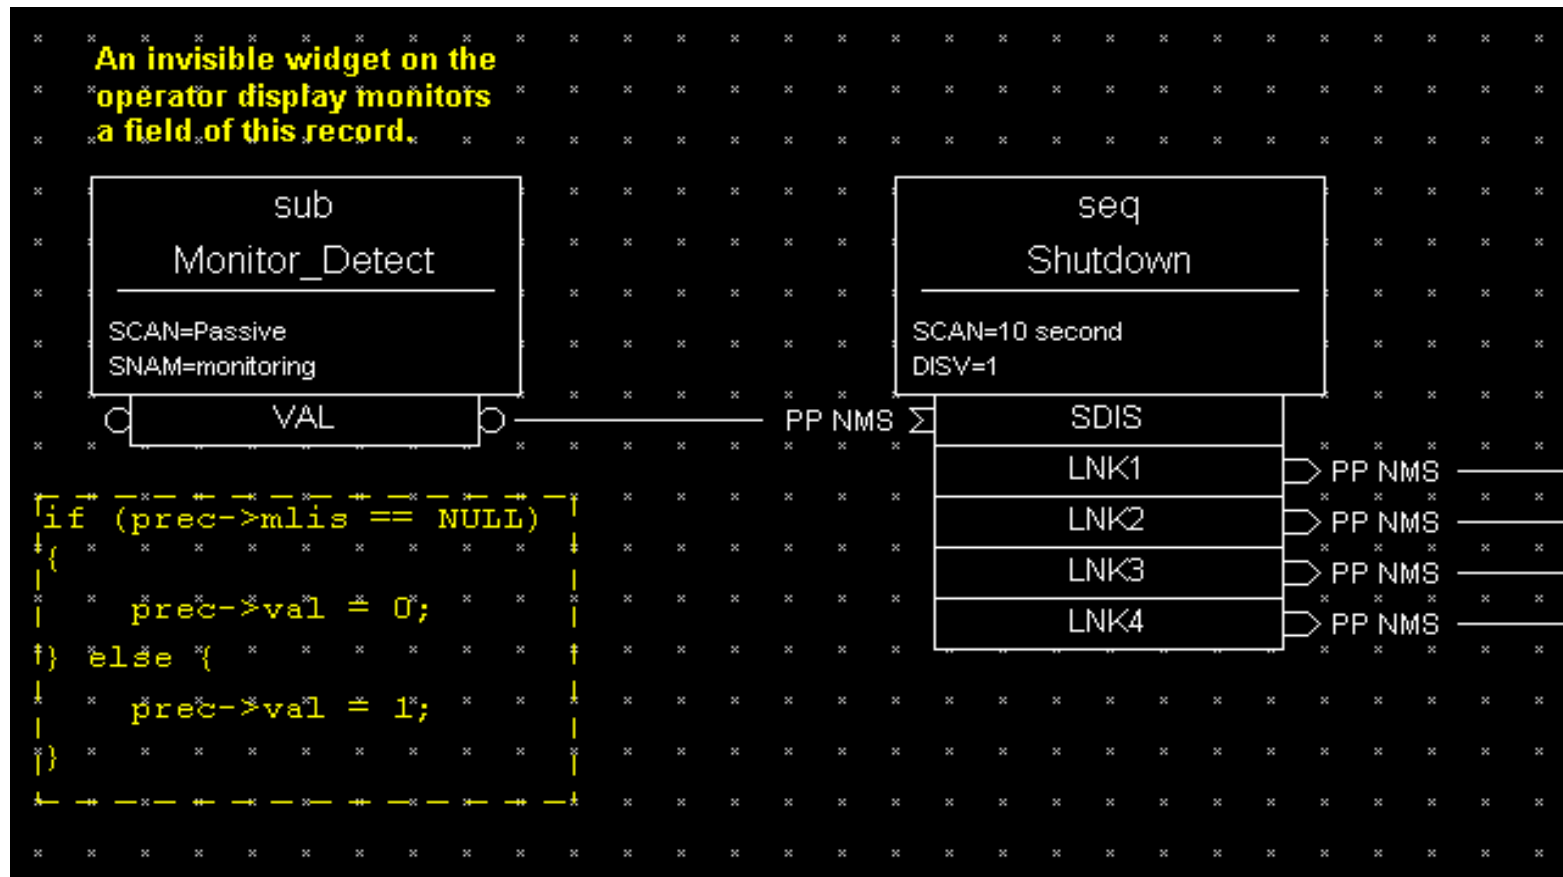 An invisible widget on the
operator display monitors
a field of this record.
sub
Monitor_Detect
SCAN=Passive
SNAM=monitoring
VAL
seq
Shutdown
SCAN=10 second
DISV=1
PP NMS
SDIS
LNK1
PP NMS
LNK2
PP NMS
LNK3
PP NMS
LNK4
PP NMS
if (prec->mlis == NULL)
{
prec->val = 0;
} else {
prec->val = 1;
}